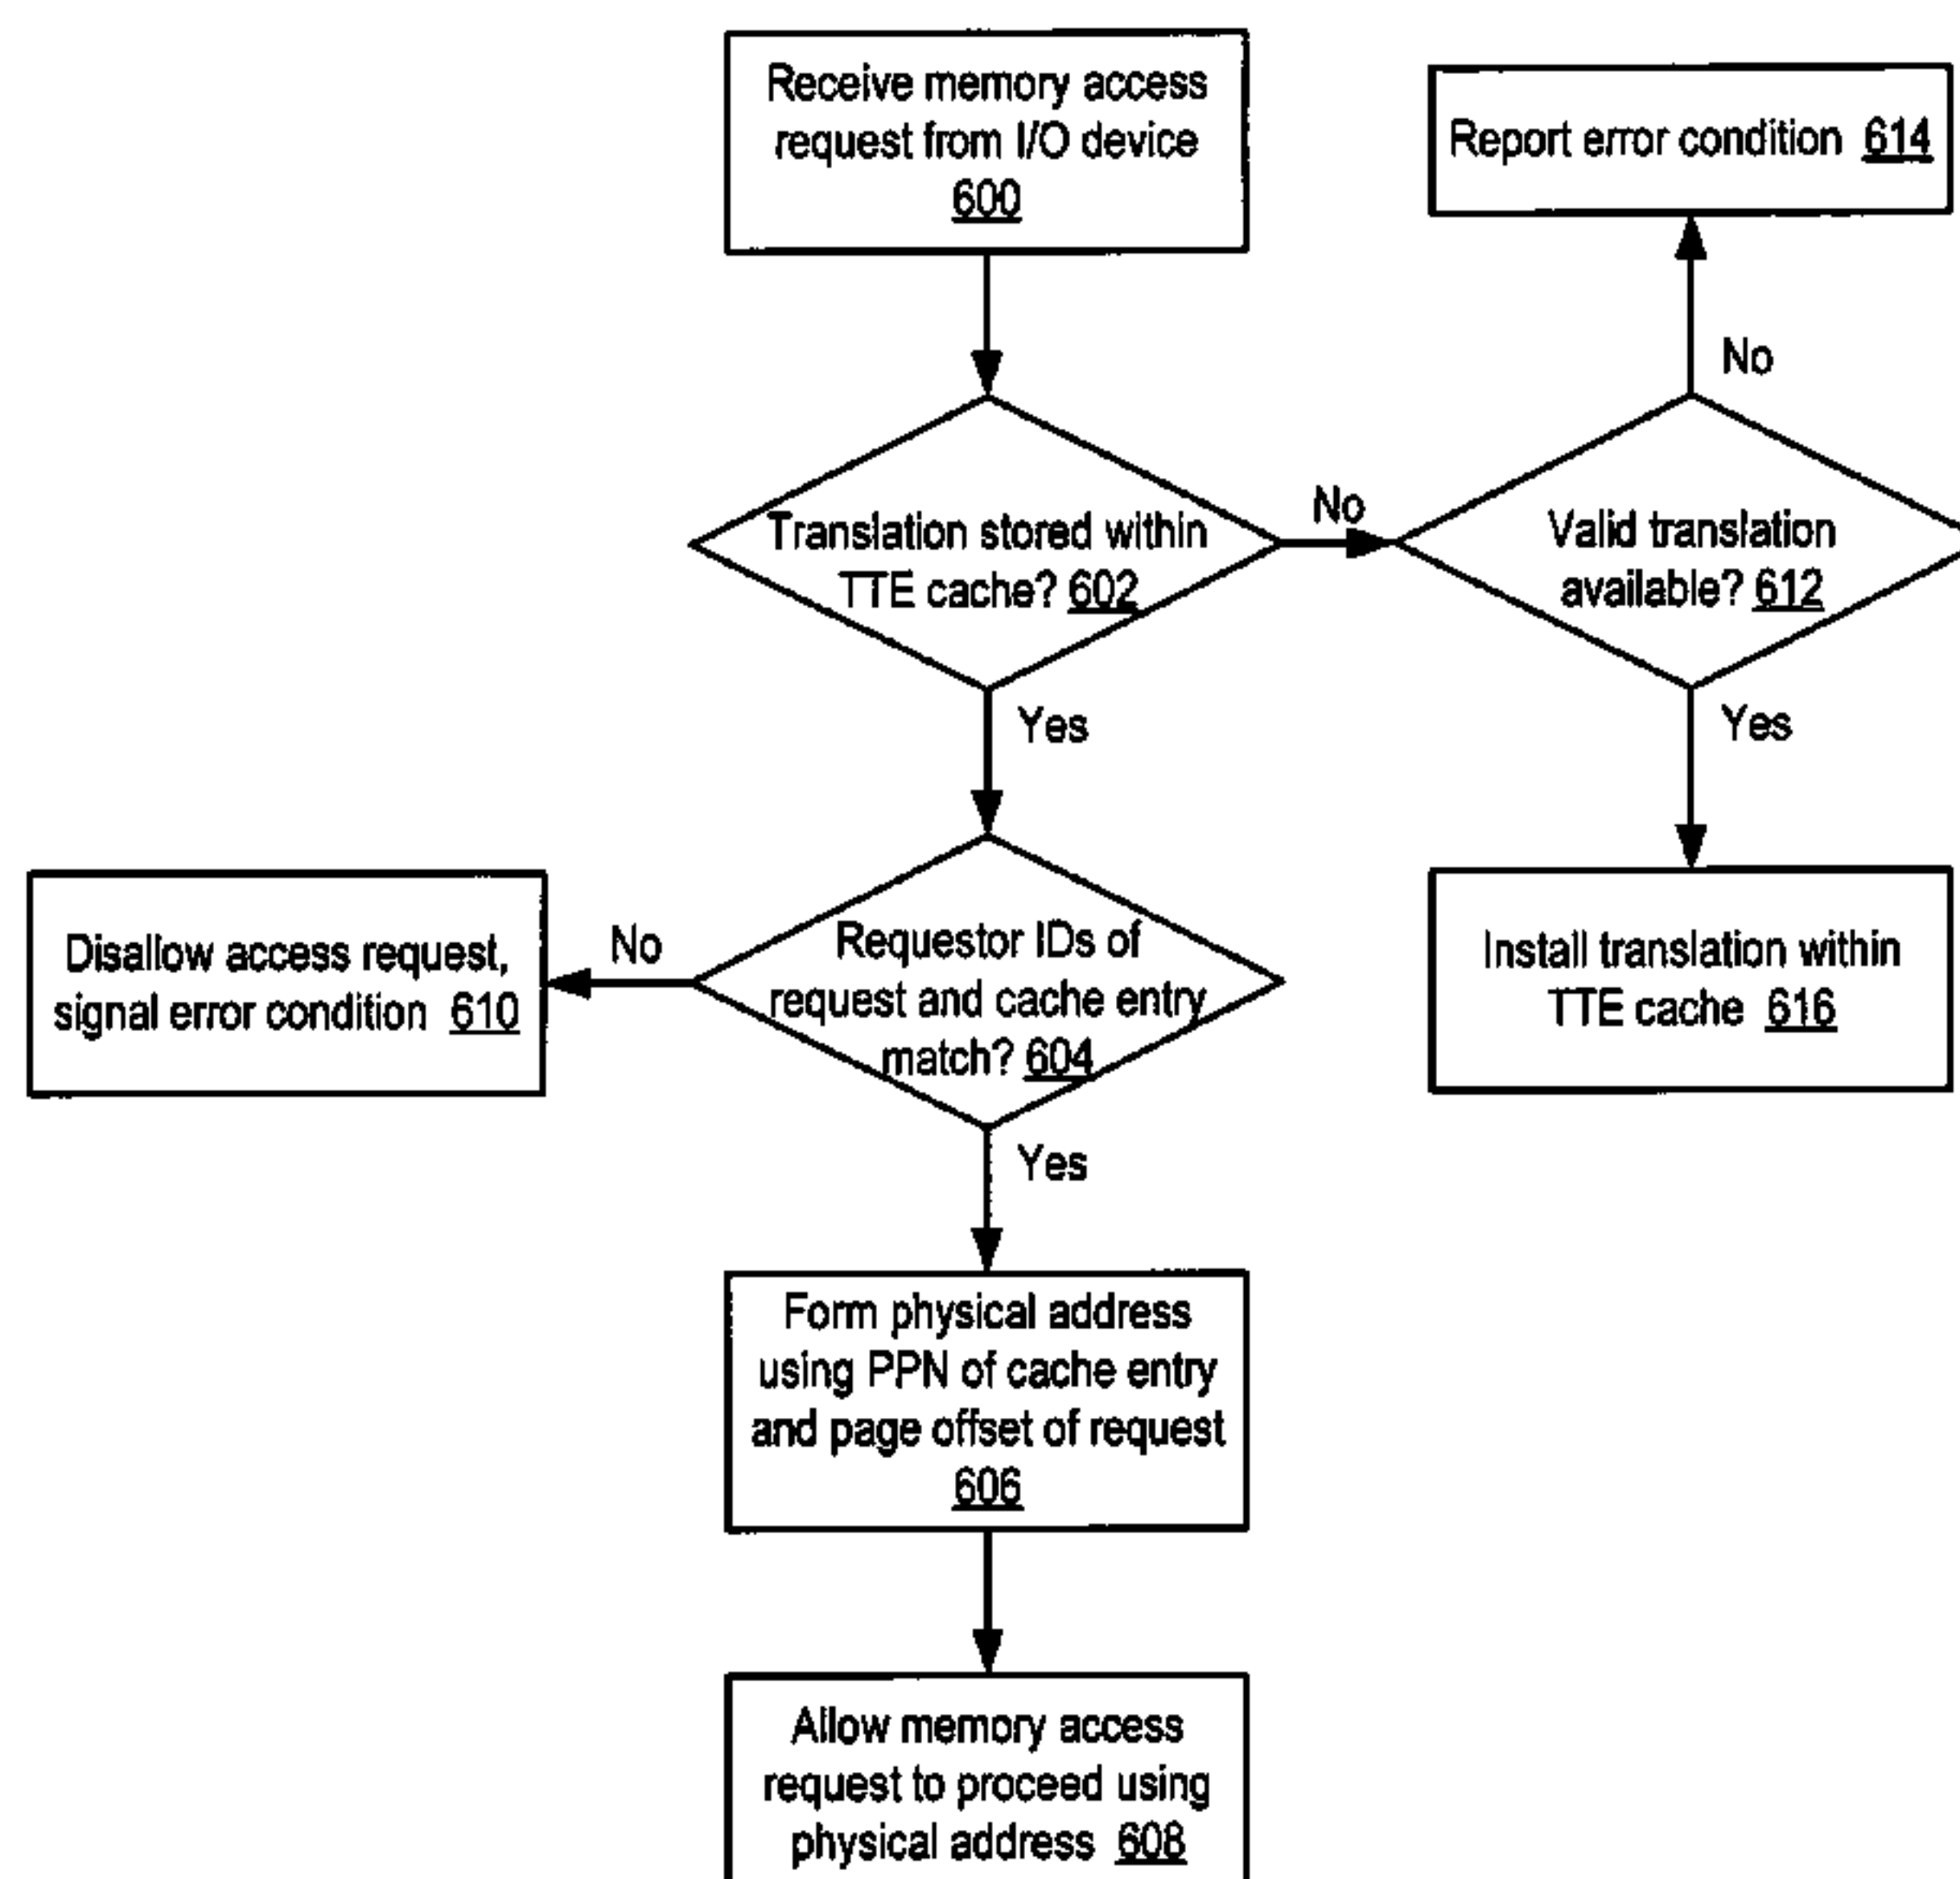 Receive memory access
request from I/O device
600
Report error condition 614
No
Translation stored within
TTE cache? 602
No
Valid translation
available? 612
Yes
Yes
Disallow access request,
signal error condition 610
No
Requestor IDs of
request and cache entry
match? 604
Install translation within
TTE cache 616
Yes
Form physical address
using PPN of cache entry
and page offset of request
606
Allow memory access
request to proceed using
physical address 608